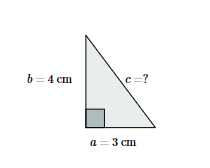 b = 4 cm
c =?
a = 3 cm